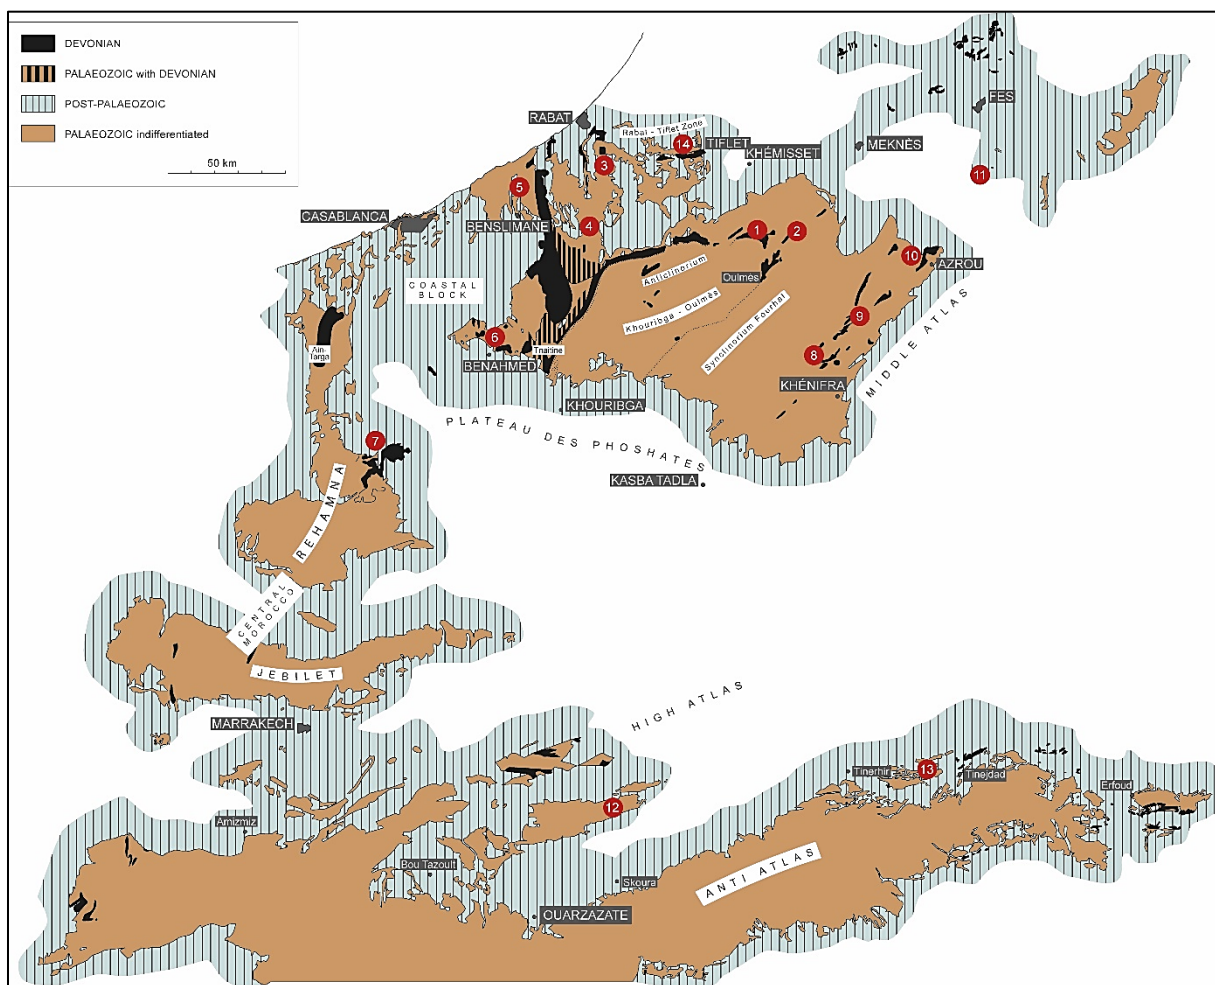 DEVONIAN
PALAEOZOIC with DEVONIAN
POST-PALAEOZOIC
PALAEOZOIC indifferentiated
50 km
RABAT
Rabat - Tiflet Zone
FES
14
TIFLET
KHÉMISSET
MEKNÈS
3
11
5
CASABLANCA
BENSLIMANE
4
1
2
10
AZROU
Anticlinorium
Oulmès
COASTAL
BLOCK
Khouribga - Oulmès
Synclinorium Fourhal
9
6
Tnaitine
BENAHMED
8
Ain-
Targa
KHÉNIFRA
MIDDLE ATLAS
KHOURIBGA
PLATEAU DES PHOSHATES
7
KASBA TADLA
REHAMNA
CENTRAL
MOROCCO
JEBILET
MARRAKECH
HIGH ATLAS
Tinerhir
13
Tinejdad
Erfoud
12
Amizmiz
Bou Tazoult
Skoura
ANTI ATLAS
OUARZAZATE